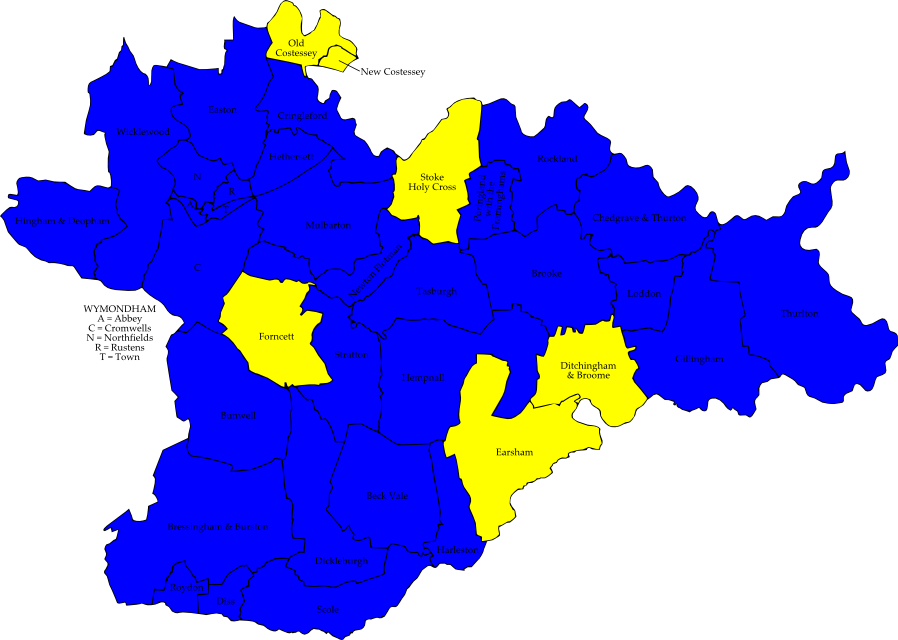 Old
Costessey
New Costessey
Easton
Cringleford
Wicklewood
Hethersett
Rockland
N
Stoke
Holy Cross
R
Poringland
with the
Framinghams
Hingham & Deopham
Mulbarton
Chedgrave & Thurton
Newton Flotman
C
Tasburgh
Brooke
Loddon
Thurlton
WYMONDHAM
A = Abbey
C = Cromwells
N = Northfields
R = Rustens
T = Town
Forncett
Stratton
Gillingham
Ditchingham
& Broome
Hempnall
Bunwell
Earsham
Beck Vale
Bressingham & Burston
Harleston
Dickleburgh
Roydon
Diss
Scole